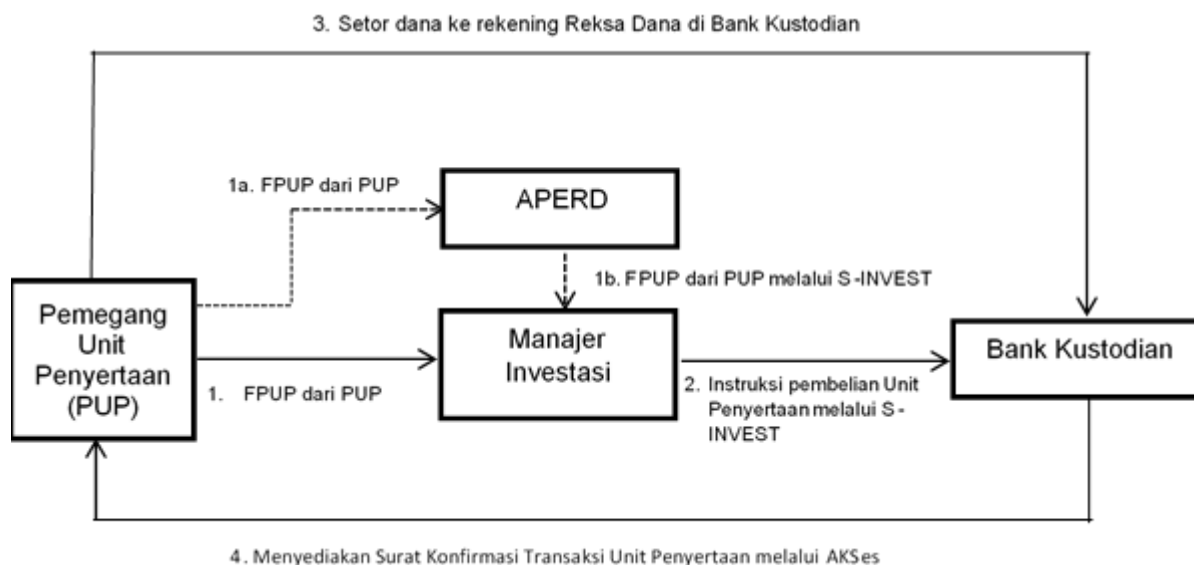 3. Setor dana ke rekening Reksa Dana di Bank Kustodian
1a. FPUP dari PUP
APERD
1b. FPUP dari PUP melalui S-INVEST
Pemegang
Unit
Penyertaan
(PUP)
Manajer
Investasi
Bank Kustodian
1. FPUP dari PUP
2. Instruksi pembelian Unit
Penyertaan melalui S-
INVEST
4. Menyediakan Surat Konfirmasi Transaksi Unit Penyertaan melalui AKSes